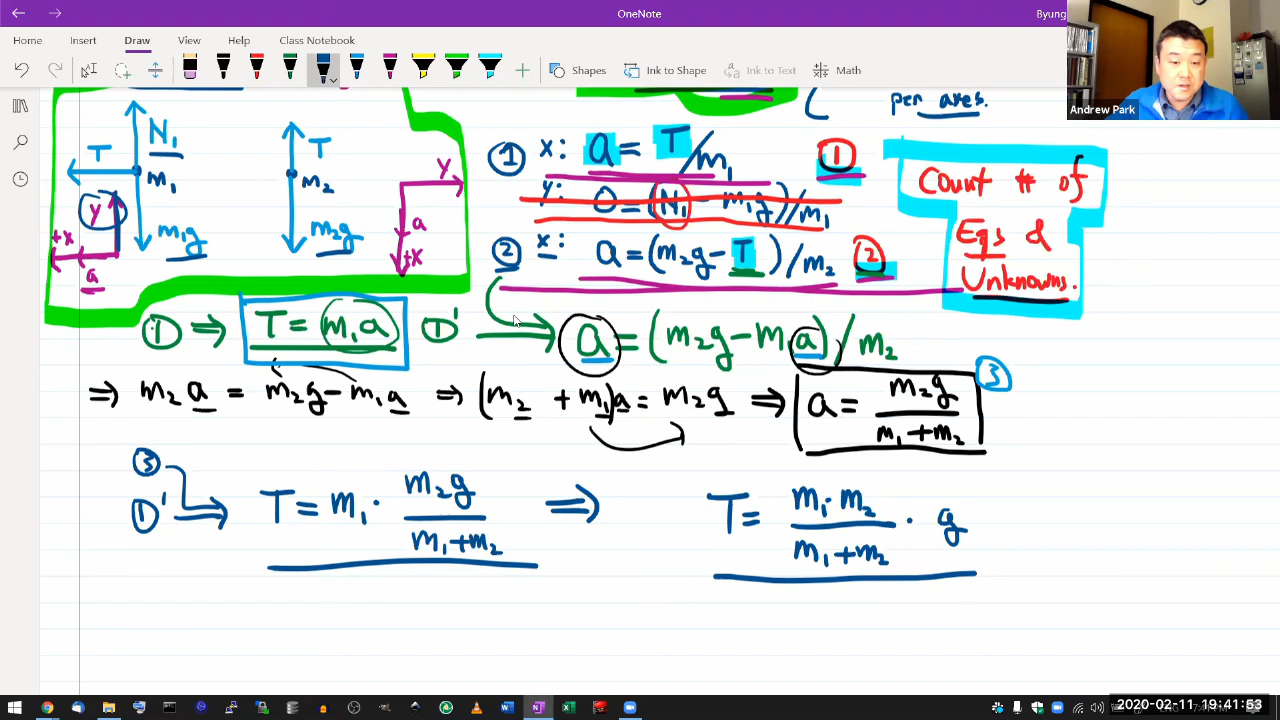 OneNote
Byung
Home Insert Draw View Help Class Notebook
Shapes Ink to Shape Ink to Text Math
Andrew Park
per axes.
T N₁ m₁ y +x a m₁g
T m₂ m₂g
y a +x
① x: a = T/m₁ ①
y: 0 = (N₁ - m₁g)/m₁
② x: a = (m₂g - T)/m₂ ②
Count # of
Eqs &
Unknowns.
① ⇒ T = m₁a ①' → a = (m₂g - m₁a)/m₂
⇒ m₂a = m₂g - m₁a ⇒ (m₂ + m₁)a = m₂g ⇒ a = m₂g/(m₁+m₂) ③
③
①' → T = m₁ · m₂g/(m₁+m₂) ⇒ T = m₁·m₂/(m₁+m₂) · g
2020-02-11 19:41:53